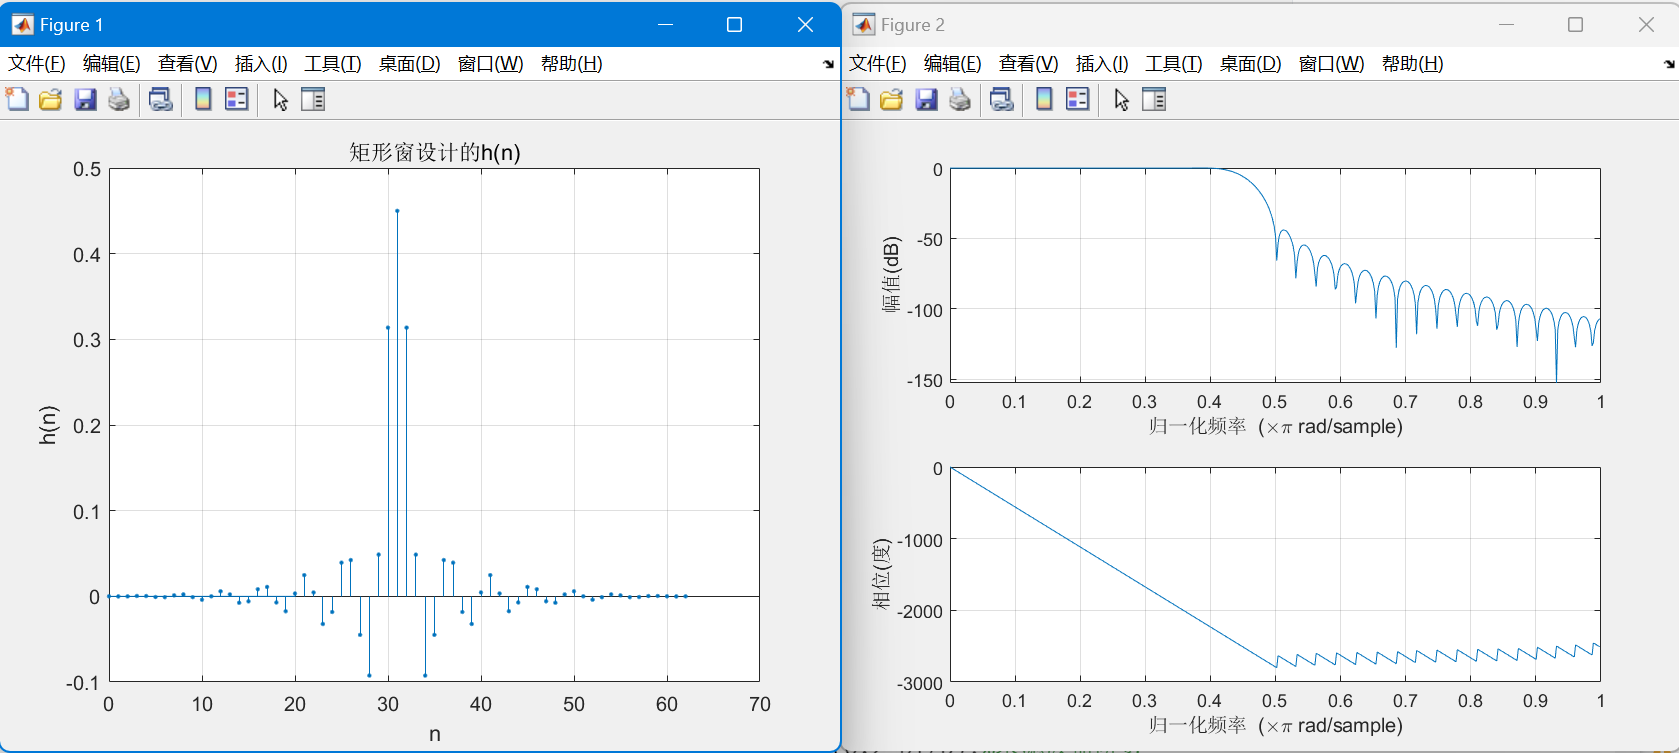 Figure 1
文件(F) 编辑(E) 查看(V) 插入(I) 工具(T) 桌面(D) 窗口(W) 帮助(H)
矩形窗设计的h(n)
0.5
0.4
0.3
0.2
0.1
0
-0.1
h(n)
0 10 20 30 40 50 60 70
n
Figure 2
文件(F) 编辑(E) 查看(V) 插入(I) 工具(T) 桌面(D) 窗口(W) 帮助(H)
0
-50
-100
-150
幅值(dB)
0 0.1 0.2 0.3 0.4 0.5 0.6 0.7 0.8 0.9 1
归一化频率 (×π rad/sample)
0
-1000
-2000
-3000
相位(度)
0 0.1 0.2 0.3 0.4 0.5 0.6 0.7 0.8 0.9 1
归一化频率 (×π rad/sample)